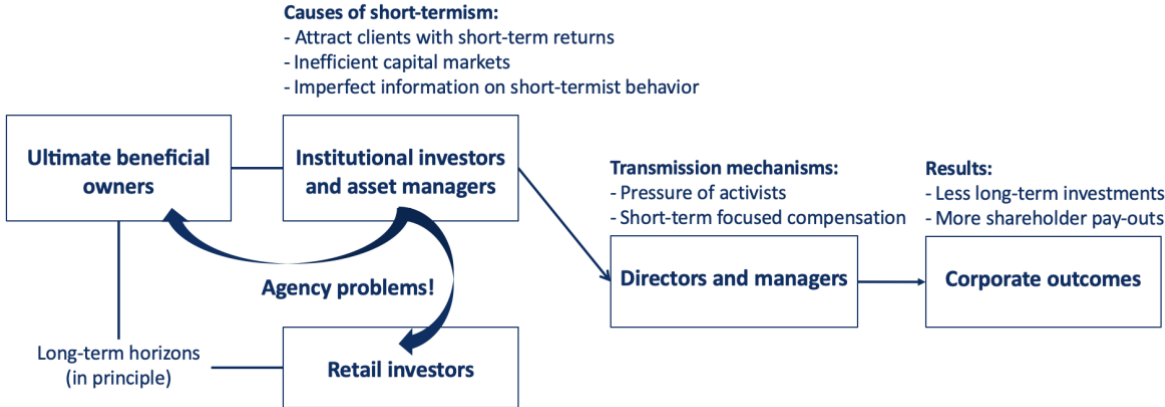 Causes of short-termism:
- Attract clients with short-term returns
- Inefficient capital markets
- Imperfect information on short-termist behavior
Ultimate beneficial
owners
Institutional investors
and asset managers
Transmission mechanisms:
- Pressure of activists
- Short-term focused compensation
Results:
- Less long-term investments
- More shareholder pay-outs
Directors and managers
Corporate outcomes
Agency problems!
Long-term horizons
(in principle)
Retail investors